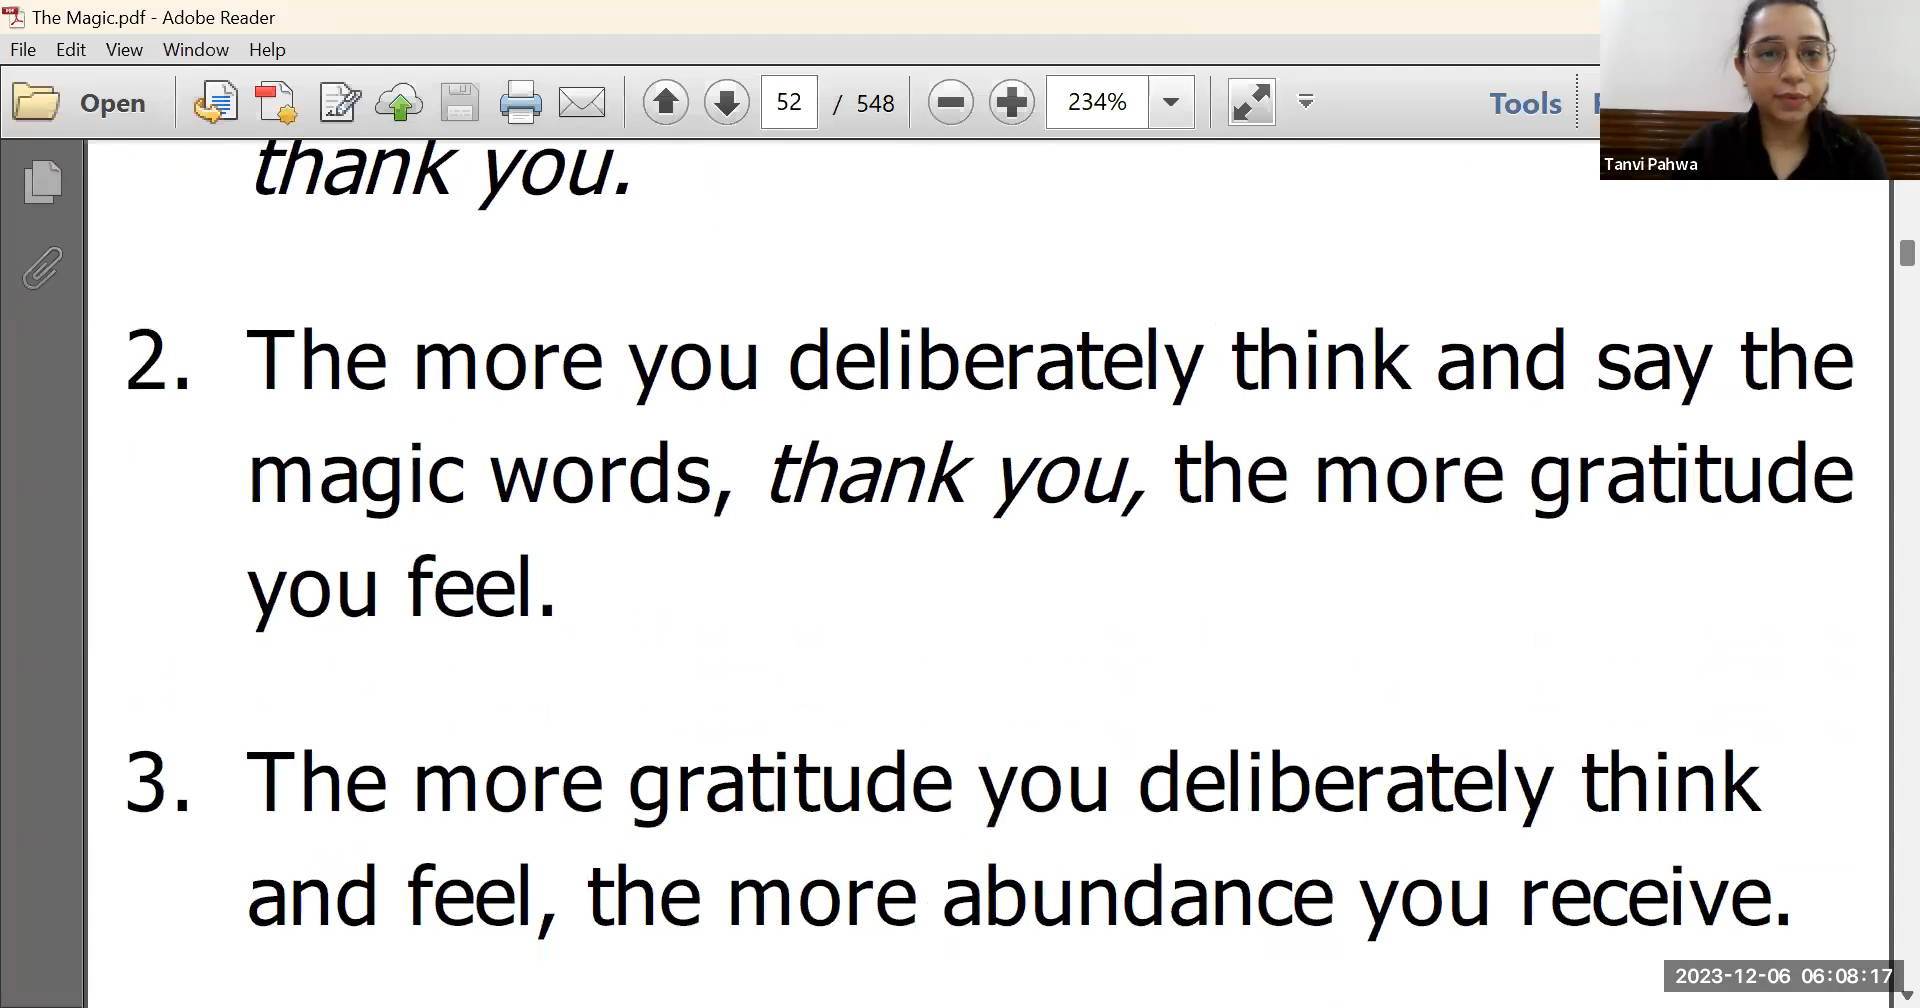 The Magic.pdf - Adobe Reader
File Edit View Window Help
Open 52 / 548 234% Tools
Tanvi Pahwa
thank you.
2. The more you deliberately think and say the
magic words, thank you, the more gratitude
you feel.
3. The more gratitude you deliberately think
and feel, the more abundance you receive.
2023-12-06 06:08:17